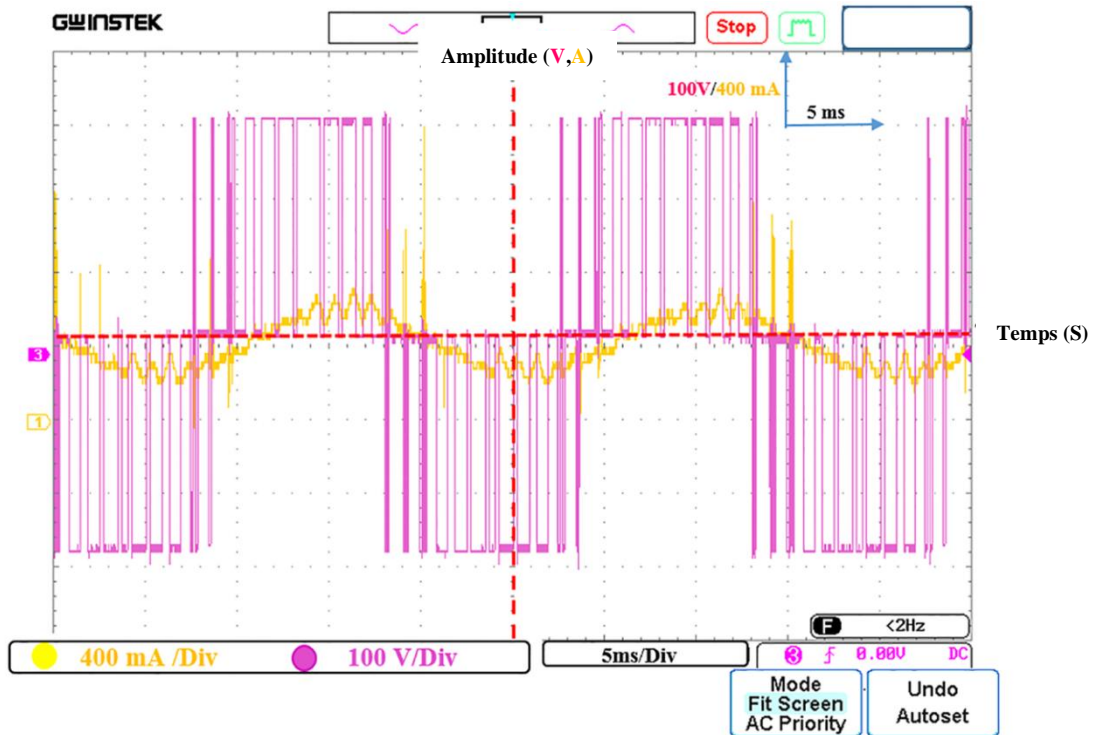 GWINSTEK
Stop
Amplitude (V,A)
100V/400 mA
5 ms
3
Temps (S)
1
F <2Hz
400 mA /Div
100 V/Div
5ms/Div
3 0.00V DC
Mode
Fit Screen
AC Priority
Undo
Autoset